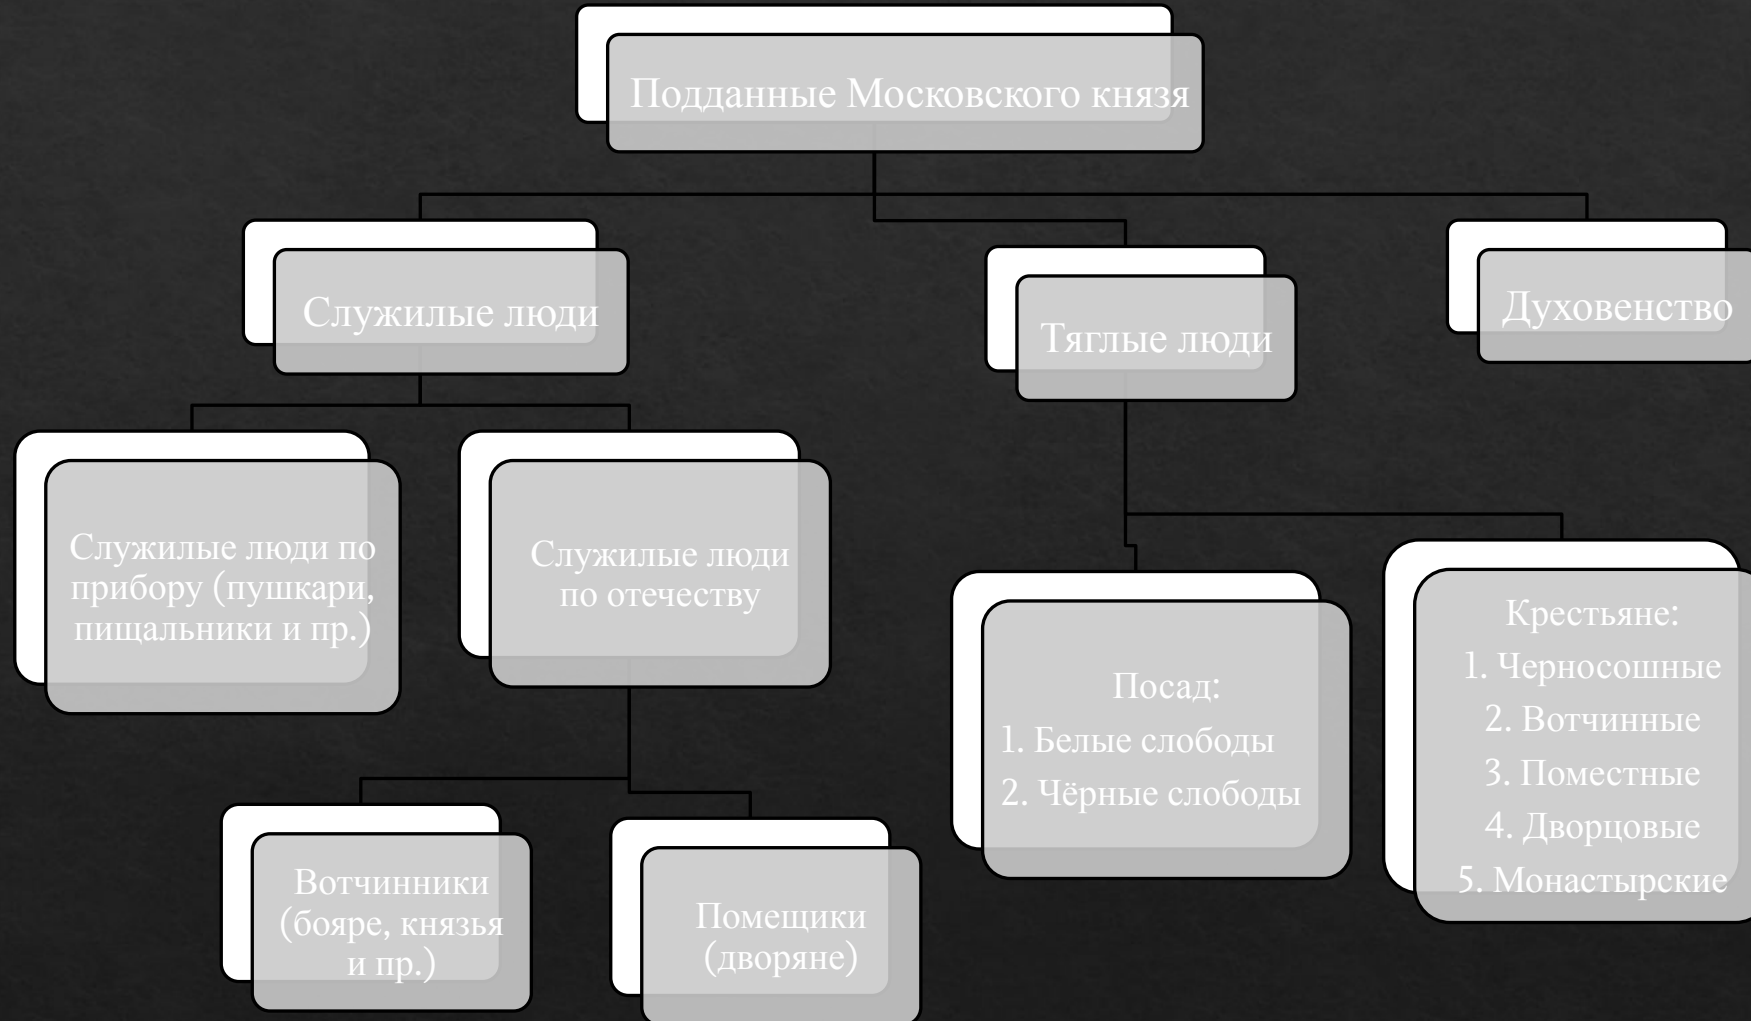 Подданные Московского князя
Служилые люди
Тяглые люди
Духовенство
Служилые люди по
прибору (пушкари,
пищальники и пр.)
Служилые люди
по отечеству
Посад:
1. Белые слободы
2. Чёрные слободы
Крестьяне:
1. Черносошные
2. Вотчинные
3. Поместные
4. Дворцовые
5. Монастырские
Вотчинники
(бояре, князья
и пр.)
Помещики
(дворяне)